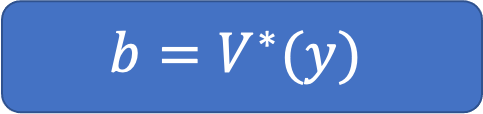 b = V*(y)